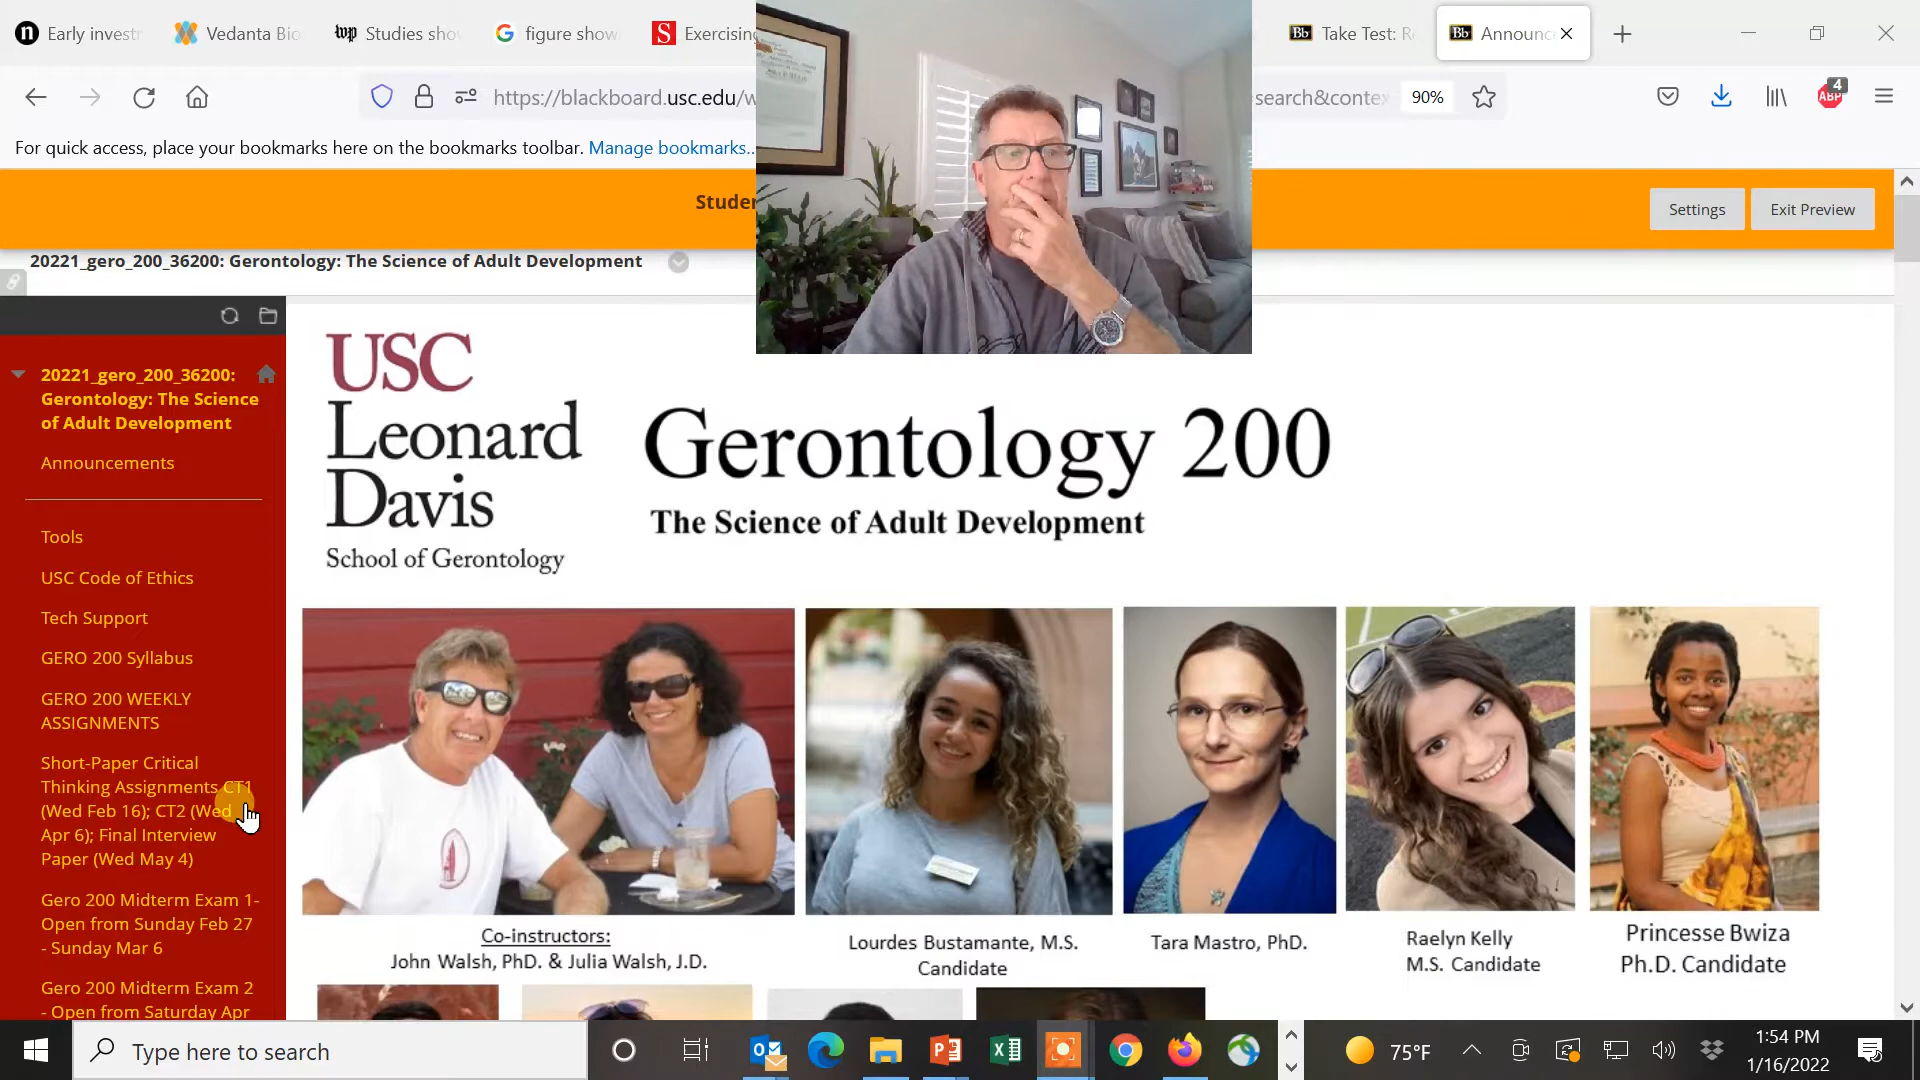 Early invest
Vedanta Bio
Studies sho
figure show
Exercising
Take Test: R
Announc
https://blackboard.usc.edu/w
search&contex
90%
ABP
4
For quick access, place your bookmarks here on the bookmarks toolbar. Manage bookmarks..
Studen
Settings
Exit Preview
20221_gero_200_36200: Gerontology: The Science of Adult Development
20221_gero_200_36200:
Gerontology: The Science
of Adult Development
Announcements
Tools
USC Code of Ethics
Tech Support
GERO 200 Syllabus
GERO 200 WEEKLY
ASSIGNMENTS
Short-Paper Critical
Thinking Assignments CT1
(Wed Feb 16); CT2 (Wed
Apr 6); Final Interview
Paper (Wed May 4)
Gero 200 Midterm Exam 1-
Open from Sunday Feb 27
- Sunday Mar 6
Gero 200 Midterm Exam 2
- Open from Saturday Apr
USC
Leonard
Davis
School of Gerontology
Gerontology 200
The Science of Adult Development
Co-instructors:
John Walsh, PhD. & Julia Walsh, J.D.
Lourdes Bustamante, M.S.
Candidate
Tara Mastro, PhD.
Raelyn Kelly
M.S. Candidate
Princesse Bwiza
Ph.D. Candidate
Type here to search
75°F
1:54 PM
1/16/2022